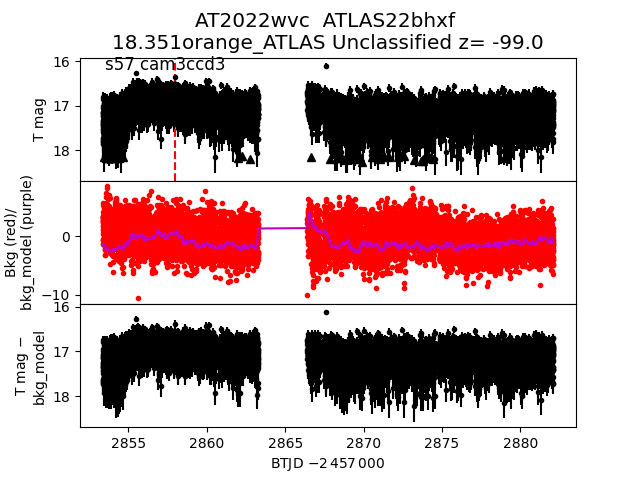 AT2022wvc  ATLAS22bhxf
18.351orange_ATLAS Unclassified z= -99.0
s57 cam3ccd3
16
17
18
T mag
0
−10
Bkg (red)/
bkg_model (purple)
16
17
18
T mag −
bkg_model
2855
2860
2865
2870
2875
2880
BTJD −2 457 000